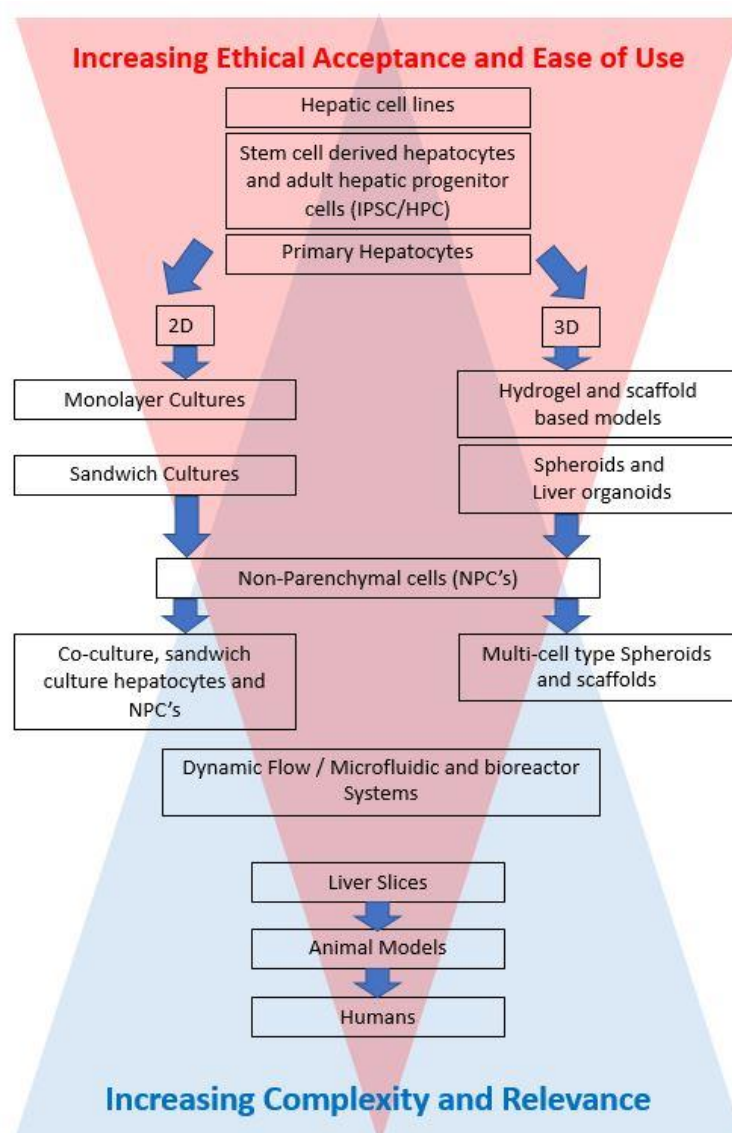 Increasing Ethical Acceptance and Ease of Use
Hepatic cell lines
Stem cell derived hepatocytes
and adult hepatic progenitor
cells (IPSC/HPC)
Primary Hepatocytes
2D
3D
Monolayer Cultures
Hydrogel and scaffold
based models
Sandwich Cultures
Spheroids and
Liver organoids
Non-Parenchymal cells (NPC’s)
Co-culture, sandwich
culture hepatocytes and
NPC’s
Multi-cell type Spheroids
and scaffolds
Dynamic Flow / Microfluidic and bioreactor
Systems
Liver Slices
Animal Models
Humans
Increasing Complexity and Relevance